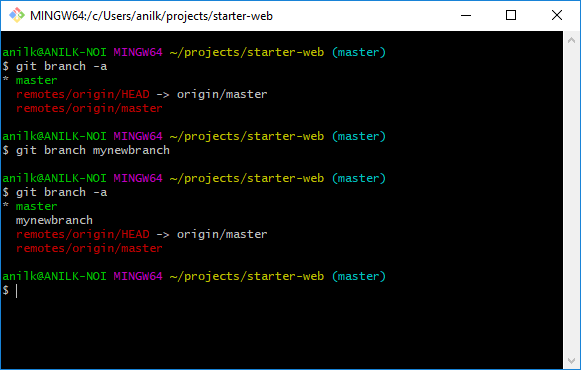 MINGW64:/c/Users/anilk/projects/starter-web
anilk@ANILK-NOI MINGW64 ~/projects/starter-web (master)
$ git branch -a
* master
  remotes/origin/HEAD -> origin/master
  remotes/origin/master
anilk@ANILK-NOI MINGW64 ~/projects/starter-web (master)
$ git branch mynewbranch
anilk@ANILK-NOI MINGW64 ~/projects/starter-web (master)
$ git branch -a
* master
  mynewbranch
  remotes/origin/HEAD -> origin/master
  remotes/origin/master
anilk@ANILK-NOI MINGW64 ~/projects/starter-web (master)
$